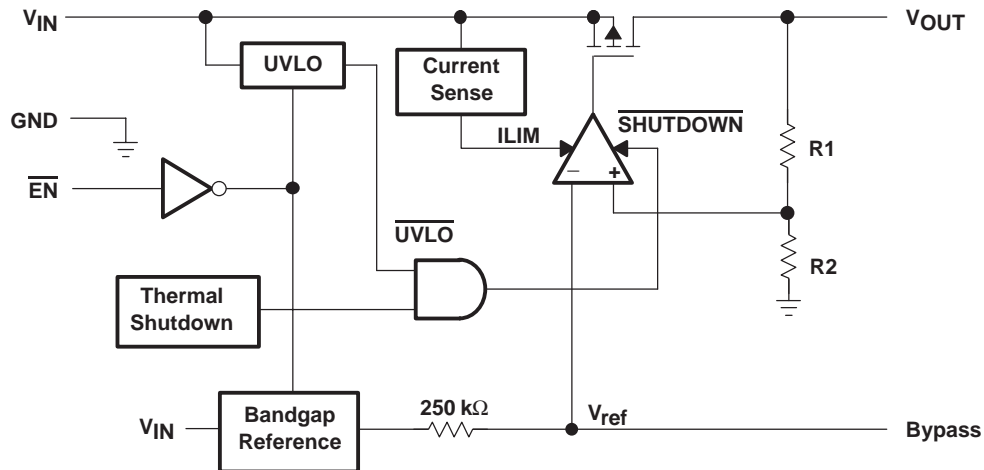 VIN
VOUT
UVLO
Current
Sense
GND
SHUTDOWN
ILIM
R1
EN
− +
UVLO
R2
Thermal
Shutdown
250 kΩ
Vref
VIN
Bandgap
Reference
Bypass